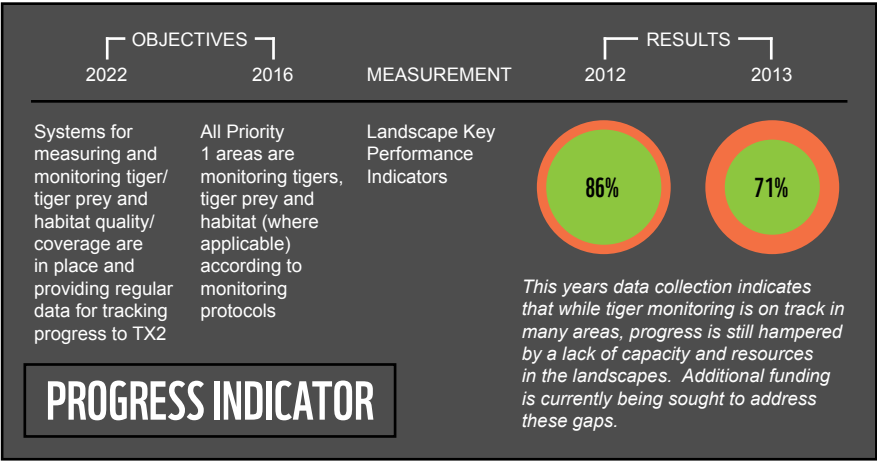 OBJECTIVES
RESULTS
2022
2016
MEASUREMENT
2012
2013
Systems for
measuring and
monitoring tiger/
tiger prey and
habitat quality/
coverage are
in place and
providing regular
data for tracking
progress to TX2
All Priority
1 areas are
monitoring tigers,
tiger prey and
habitat (where
applicable)
according to
monitoring
protocols
Landscape Key
Performance
Indicators
86%
71%
This years data collection indicates
that while tiger monitoring is on track in
many areas, progress is still hampered
by a lack of capacity and resources
in the landscapes.  Additional funding
is currently being sought to address
these gaps.
PROGRESS INDICATOR